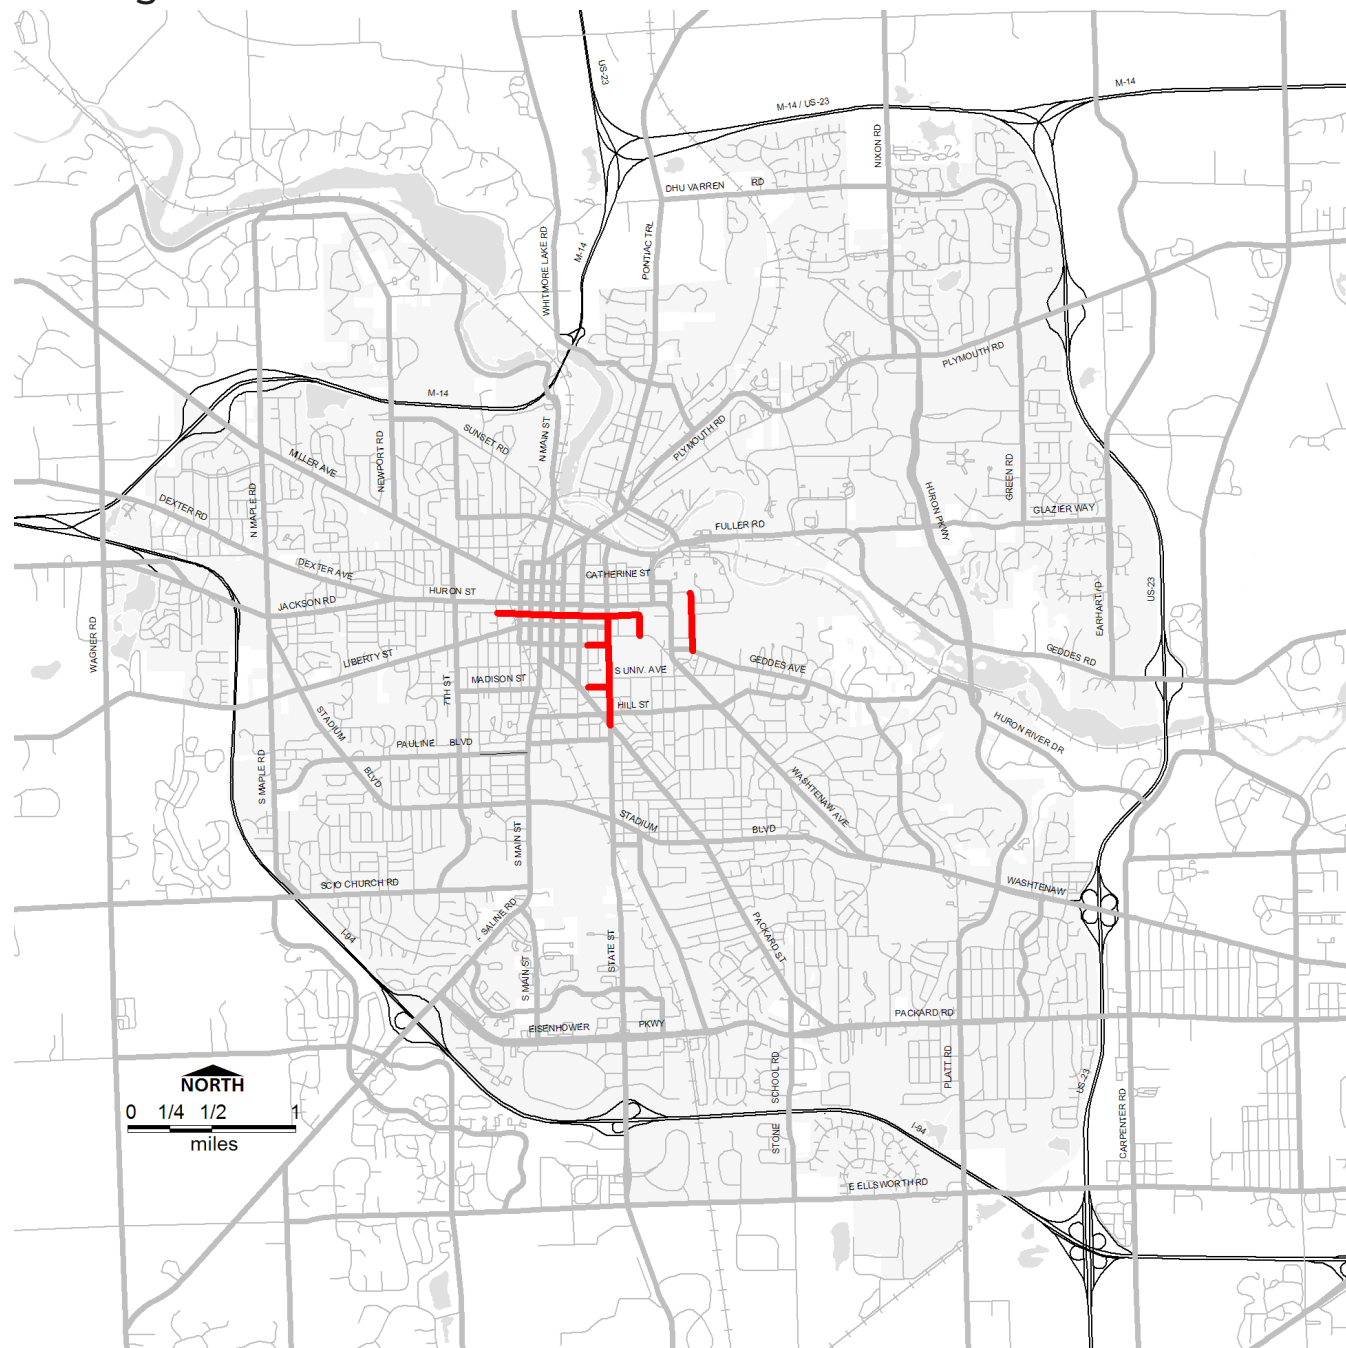 US-23
M-14
M-14 / US-23
NIXON RD
DHU VARREN RD
WHITMORE LAKE RD
M-14
PONTIAC TRL
PLYMOUTH RD
M-14
SUNSET RD
N MAIN ST
PLYMOUTH RD
MILLER AVE
NEWPORT RD
N MAPLE RD
DEXTER RD
HURON PKWY
GREEN RD
GLAZIER WAY
FULLER RD
DEXTER AVE
CATHERINE ST
HURON ST
JACKSON RD
US-23
EARHART rD
WAGNER RD
LIBERTY ST
GEDDES AVE
GEDDES RD
S UNIV. AVE
MADISON ST
7TH ST
HILL ST
STADIUM
BLVD
HURON RIVER DR
PAULINE BLVD
S MAPLE RD
WASHTENAW AVE
STADIUM
BLVD
S MAIN ST
SCIO CHURCH RD
WASHTENAW
SALINE RD
I-94
PACKARD ST
STATE ST
S MAIN ST
EISENHOWER PKWY
PACKARD RD
PLATT RD
US-23
CARPENTER RD
STONE SCHOOL RD
I-94
E ELLSWORTH RD
NORTH
0 1/4 1/2 1
miles